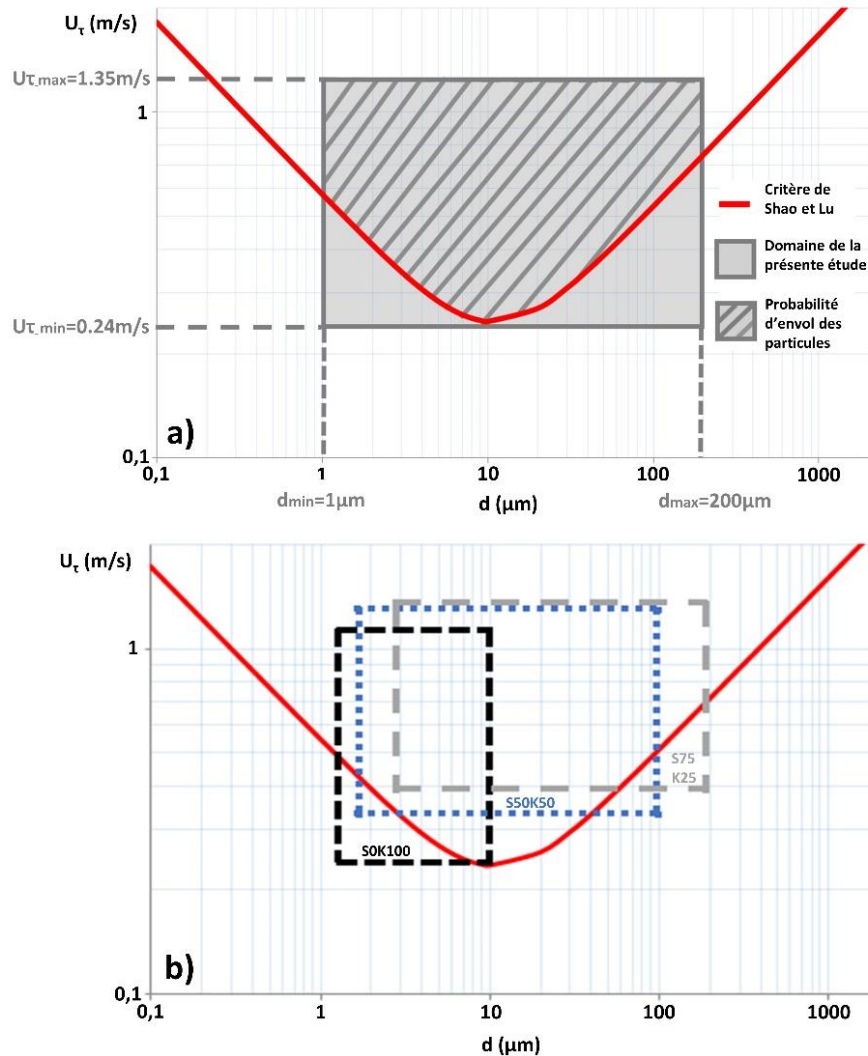 Uτ (m/s)
Uτ_max=1.35m/s
1
Critère de
Shao et Lu
Domaine de la
présente étude
Probabilité
d'envol des
particules
Uτ_min=0.24m/s
a)
0,1
0,1
1
10
100
1000
dmin=1µm
d (µm)
dmax=200µm
Uτ (m/s)
1
S75
K25
S50K50
S0K100
b)
0,1
0,1
1
10
100
1000
d (µm)